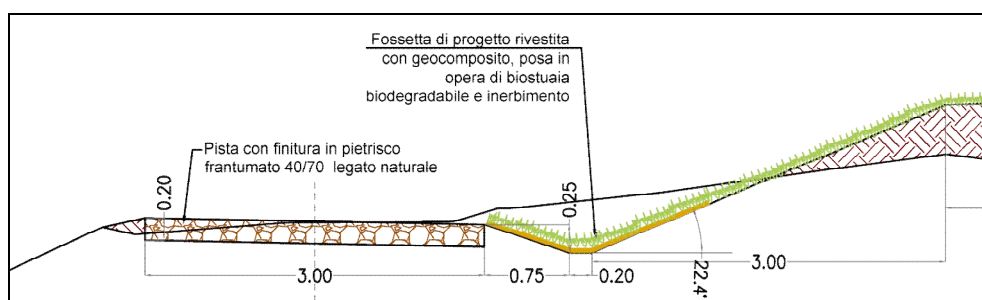 Fossetta di progetto rivestita
con geocomposito, posa in
opera di biostuaia
biodegradabile e inerbimento
Pista con finitura in pietrisco
frantumato 40/70 legato naturale
0.20
0.25
3.00
0.75
0.20
22.4°
3.00